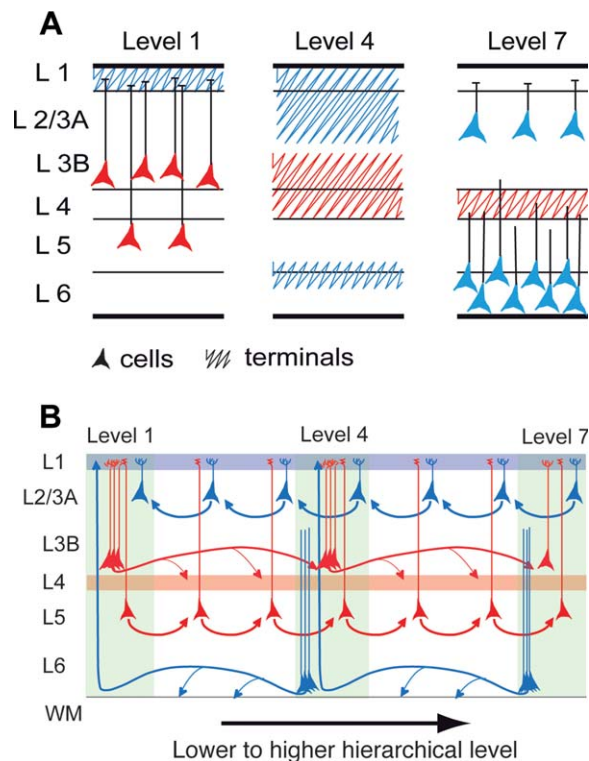 A
Level 1 Level 4 Level 7
L 1
L 2/3A
L 3B
L 4
L 5
L 6
cells terminals
B
Level 1 Level 4 Level 7
L1
L2/3A
L3B
L4
L5
L6
WM
Lower to higher hierarchical level